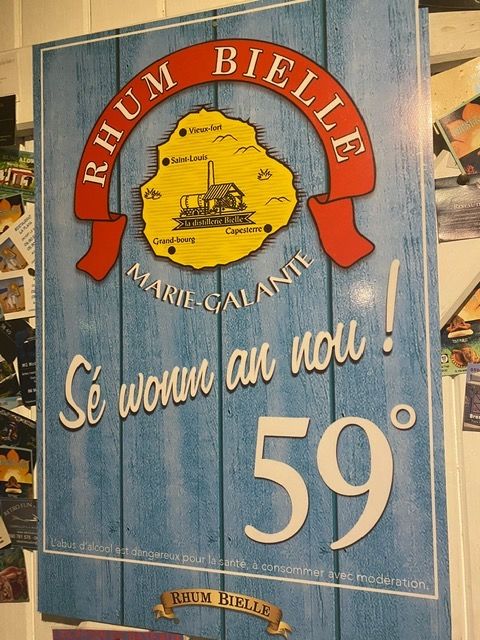 RHUM BIELLE
Vieux-fort
Saint-Louis
la distillerie Bielle
Grand-bourg
Capesterre
MARIE-GALANTE
Sé wonm an nou !
59°
L'abus d'alcool est dangereux pour la santé, à consommer avec modération.
RHUM BIELLE